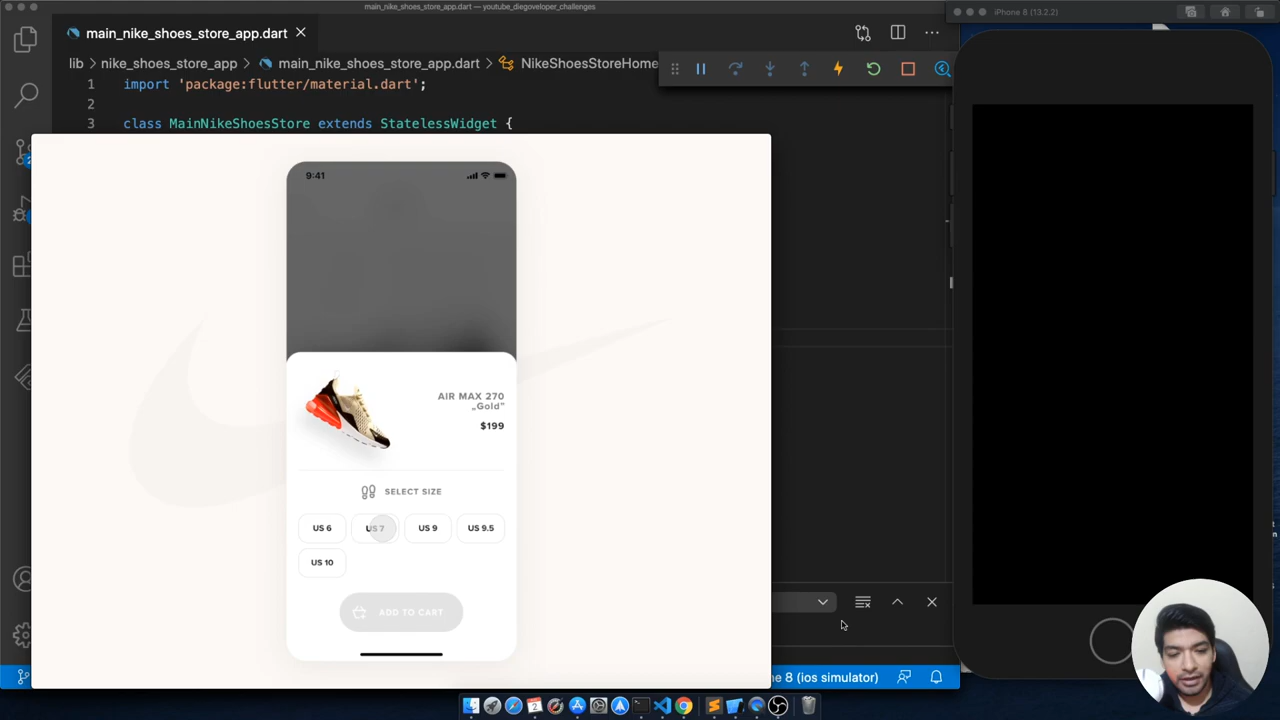 main_nike_shoes_store_app.dart — youtube_diegoveloper_challenges
iPhone 8 (13.2.2)
main_nike_shoes_store_app.dart
lib > nike_shoes_store_app > main_nike_shoes_store_app.dart > NikeShoesStoreHome
1 import 'package:flutter/material.dart';
2
3 class MainNikeShoesStore extends StatelessWidget {
9:41
AIR MAX 270
„Gold”
$199
SELECT SIZE
US 6
US 7
US 9
US 9.5
US 10
ADD TO CART
8 (ios simulator)